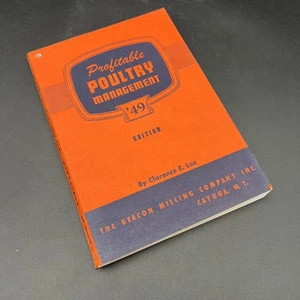 Profitable
POULTRY
MANAGEMENT
'49
EDITION
By Clarence E. Lee
THE BEACON MILLING COMPANY INC.
CAYUGA, N.Y.